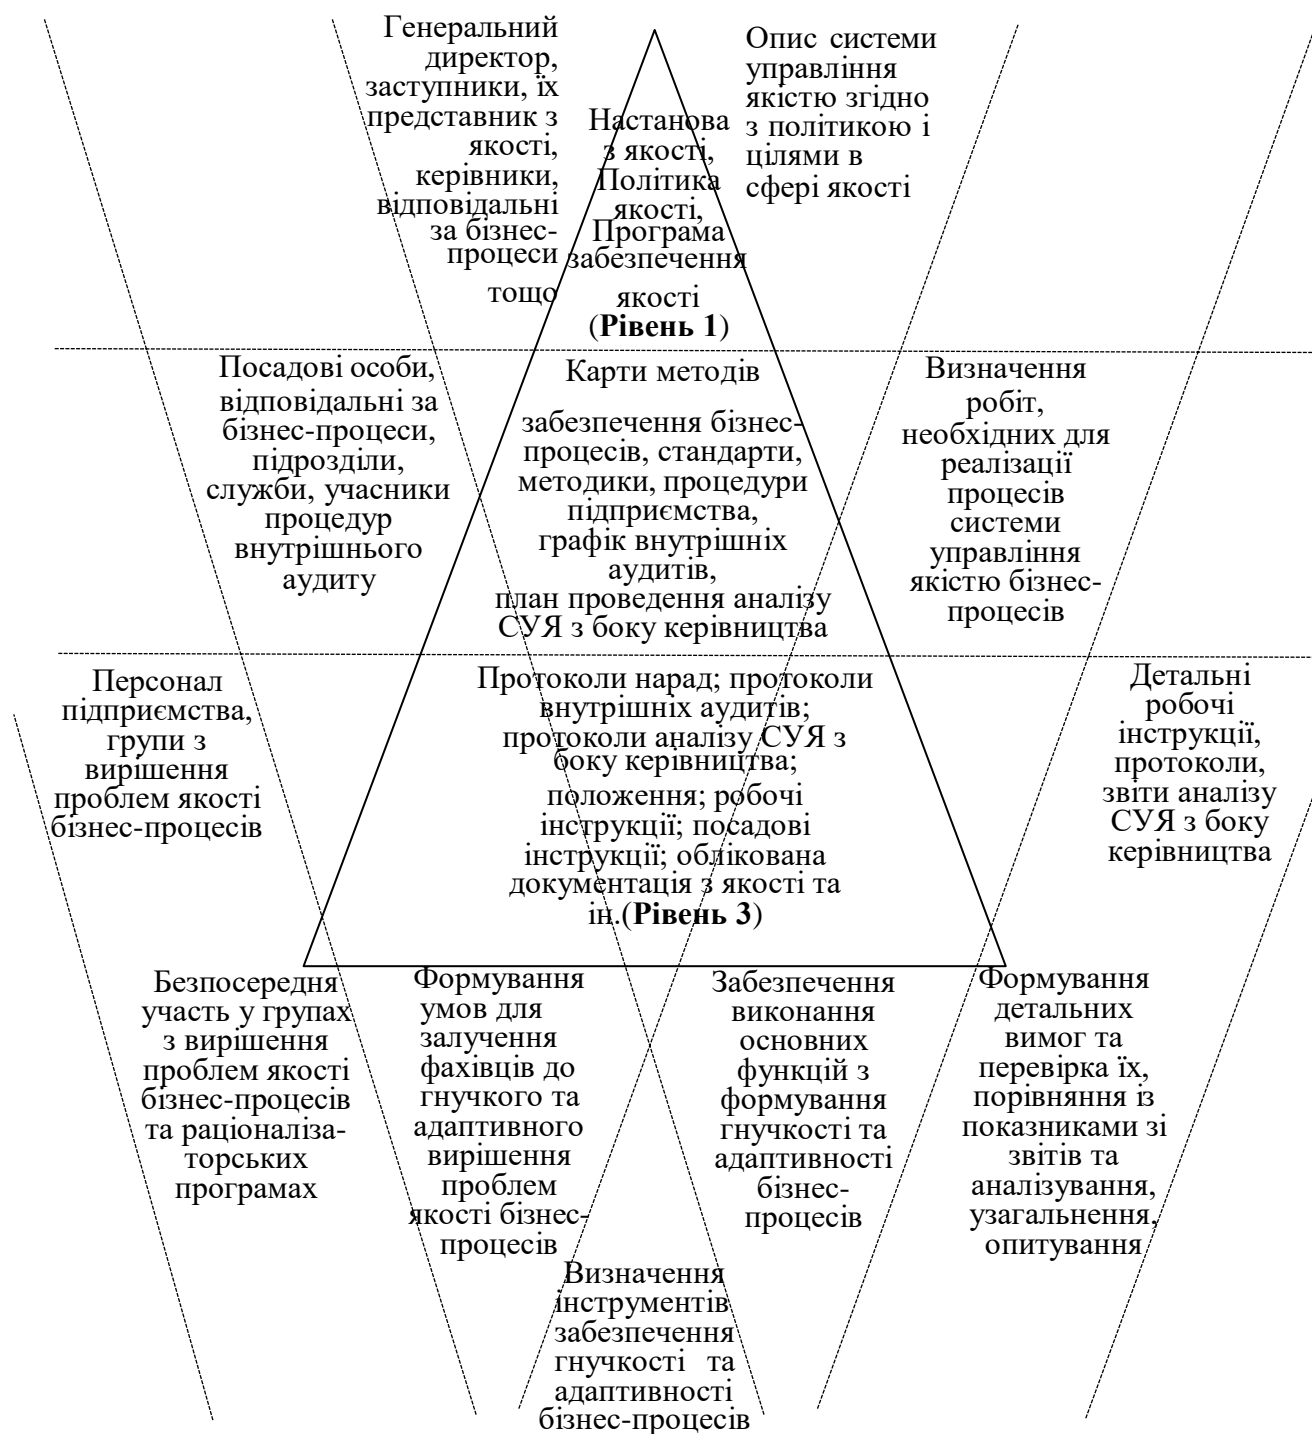 Генеральний
директор,
заступники, їх
представник з
якості,
керівники,
відповідальні
за бізнес-
процеси
тощо
Настанова
з якості,
Політика
якості,
Програма
забезпечення
якості
(Рівень 1)
Опис системи
управління
якістю згідно
з політикою і
цілями в
сфері якості
Посадові особи,
відповідальні за
бізнес-процеси,
підрозділи,
служби, учасники
процедур
внутрішнього
аудиту
Карти методів
забезпечення бізнес-
процесів, стандарти,
методики, процедури
підприємства,
графік внутрішніх
аудитів,
план проведення аналізу
СУЯ з боку керівництва
Визначення
робіт,
необхідних для
реалізації
процесів
системи
управління
якістю бізнес-
процесів
Персонал
підприємства,
групи з
вирішення
проблем якості
бізнес-процесів
Протоколи нарад; протоколи
внутрішніх аудитів;
протоколи аналізу СУЯ з
боку керівництва;
положення; робочі
інструкції; посадові
інструкції; облікована
документація з якості та
ін.(Рівень 3)
Детальні
робочі
інструкції,
протоколи,
звіти аналізу
СУЯ з боку
керівництва
Безпосередня
участь у групах
з вирішення
проблем якості
бізнес-процесів
та раціоналіза-
торських
програмах
Формування
умов для
залучення
фахівців до
гнучкого та
адаптивного
вирішення
проблем
якості бізнес-
процесів
Забезпечення
виконання
основних
функцій з
формування
гнучкості та
адаптивності
бізнес-
процесів
Формування
детальних
вимог та
перевірка їх,
порівняння із
показниками зі
звітів та
аналізування,
узагальнення,
опитування
Визначення
інструментів
забезпечення
гнучкості та
адаптивності
бізнес-процесів